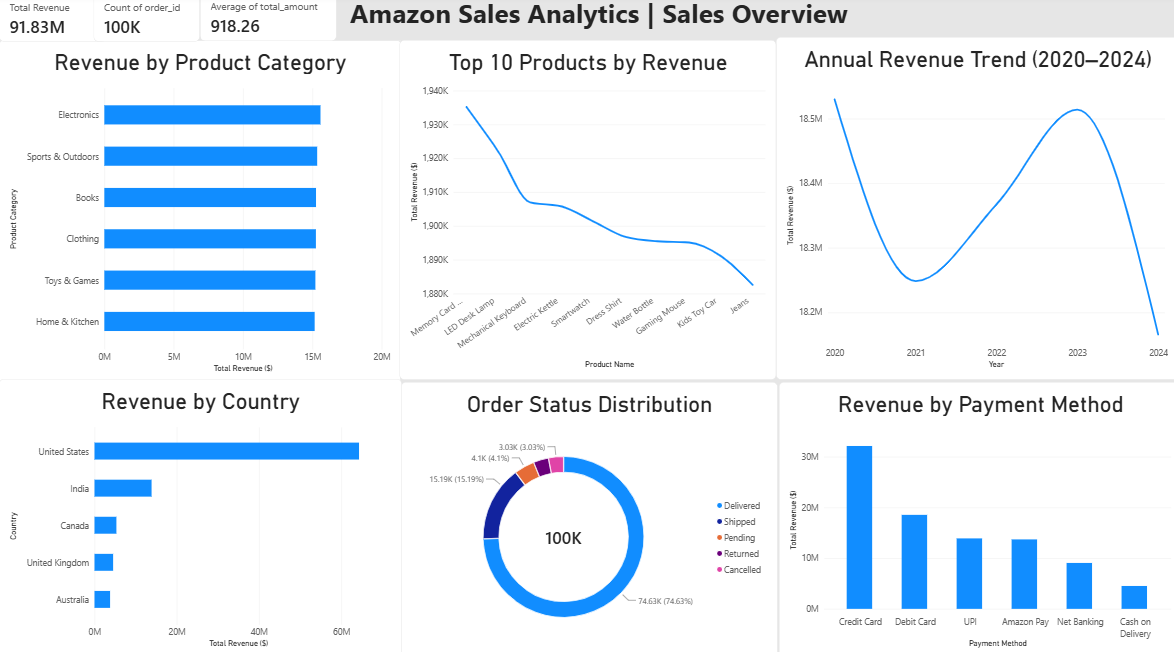 Total Revenue
91.83M
Count of order_id
100K
Average of total_amount
918.26
Amazon Sales Analytics | Sales Overview
Revenue by Product Category
Product Category
Electronics
Sports & Outdoors
Books
Clothing
Toys & Games
Home & Kitchen
0M 5M 10M 15M 20M
Total Revenue ($)
Top 10 Products by Revenue
Total Revenue ($)
1,940K
1,930K
1,920K
1,910K
1,900K
1,890K
1,880K
Memory Card ...
LED Desk Lamp
Mechanical Keyboard
Electric Kettle
Smartwatch
Dress Shirt
Water Bottle
Gaming Mouse
Kids Toy Car
Jeans
Product Name
Annual Revenue Trend (2020–2024)
Total Revenue ($)
18.5M
18.4M
18.3M
18.2M
2020 2021 2022 2023 2024
Year
Revenue by Country
Country
United States
India
Canada
United Kingdom
Australia
0M 20M 40M 60M
Total Revenue ($)
Order Status Distribution
3.03K (3.03%)
4.1K (4.1%)
15.19K (15.19%)
100K
74.63K (74.63%)
Delivered
Shipped
Pending
Returned
Cancelled
Revenue by Payment Method
Total Revenue ($)
30M
20M
10M
0M
Credit Card
Debit Card
UPI
Amazon Pay
Net Banking
Cash on
Delivery
Payment Method